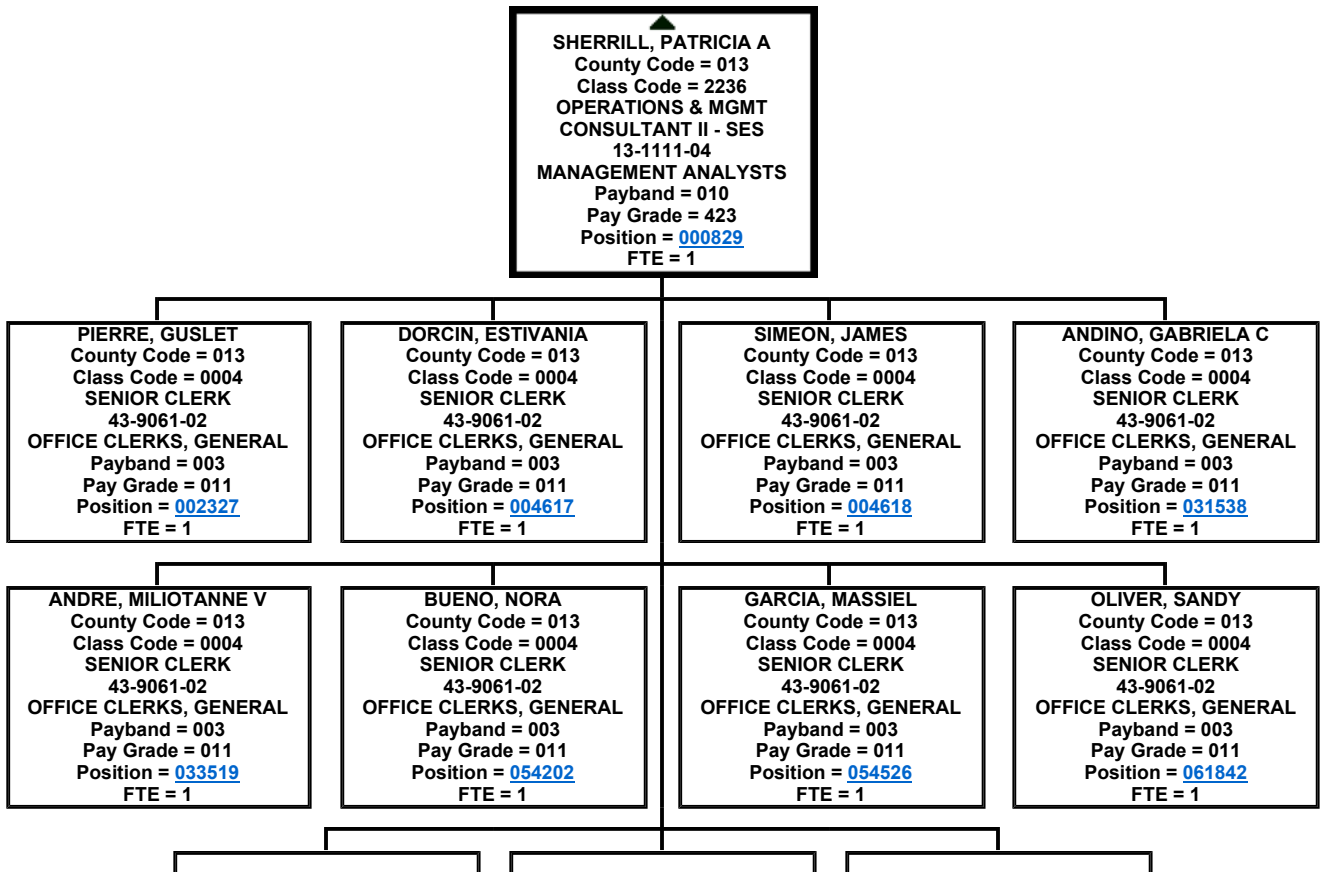 SHERRILL, PATRICIA A
County Code = 013
Class Code = 2236
OPERATIONS & MGMT
CONSULTANT II - SES
13-1111-04
MANAGEMENT ANALYSTS
Payband = 010
Pay Grade = 423
Position = 000829
FTE = 1
PIERRE, GUSLET
County Code = 013
Class Code = 0004
SENIOR CLERK
43-9061-02
OFFICE CLERKS, GENERAL
Payband = 003
Pay Grade = 011
Position = 002327
FTE = 1
DORCIN, ESTIVANIA
County Code = 013
Class Code = 0004
SENIOR CLERK
43-9061-02
OFFICE CLERKS, GENERAL
Payband = 003
Pay Grade = 011
Position = 004617
FTE = 1
SIMEON, JAMES
County Code = 013
Class Code = 0004
SENIOR CLERK
43-9061-02
OFFICE CLERKS, GENERAL
Payband = 003
Pay Grade = 011
Position = 004618
FTE = 1
ANDINO, GABRIELA C
County Code = 013
Class Code = 0004
SENIOR CLERK
43-9061-02
OFFICE CLERKS, GENERAL
Payband = 003
Pay Grade = 011
Position = 031538
FTE = 1
ANDRE, MILIOTANNE V
County Code = 013
Class Code = 0004
SENIOR CLERK
43-9061-02
OFFICE CLERKS, GENERAL
Payband = 003
Pay Grade = 011
Position = 033519
FTE = 1
BUENO, NORA
County Code = 013
Class Code = 0004
SENIOR CLERK
43-9061-02
OFFICE CLERKS, GENERAL
Payband = 003
Pay Grade = 011
Position = 054202
FTE = 1
GARCIA, MASSIEL
County Code = 013
Class Code = 0004
SENIOR CLERK
43-9061-02
OFFICE CLERKS, GENERAL
Payband = 003
Pay Grade = 011
Position = 054526
FTE = 1
OLIVER, SANDY
County Code = 013
Class Code = 0004
SENIOR CLERK
43-9061-02
OFFICE CLERKS, GENERAL
Payband = 003
Pay Grade = 011
Position = 061842
FTE = 1